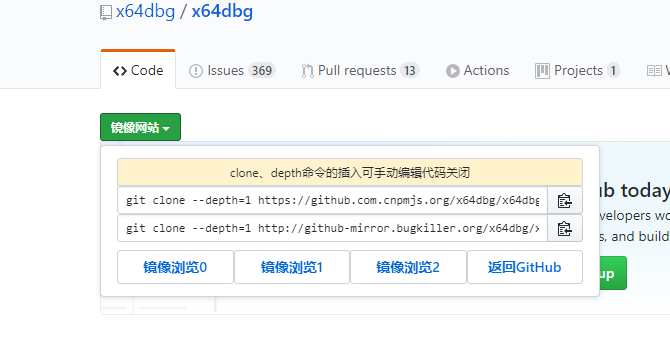 x64dbg / x64dbg
Code Issues 369 Pull requests 13 Actions Projects 1
镜像网站
clone、depth命令的插入可手动编辑代码关闭
git clone --depth=1 https://github.com.cnpmjs.org/x64dbg/x64dbg
git clone --depth=1 http://github-mirror.bugkiller.org/x64dbg/x
ub today
velopers wo
s, and build
镜像浏览0 镜像浏览1 镜像浏览2 返回GitHub
up